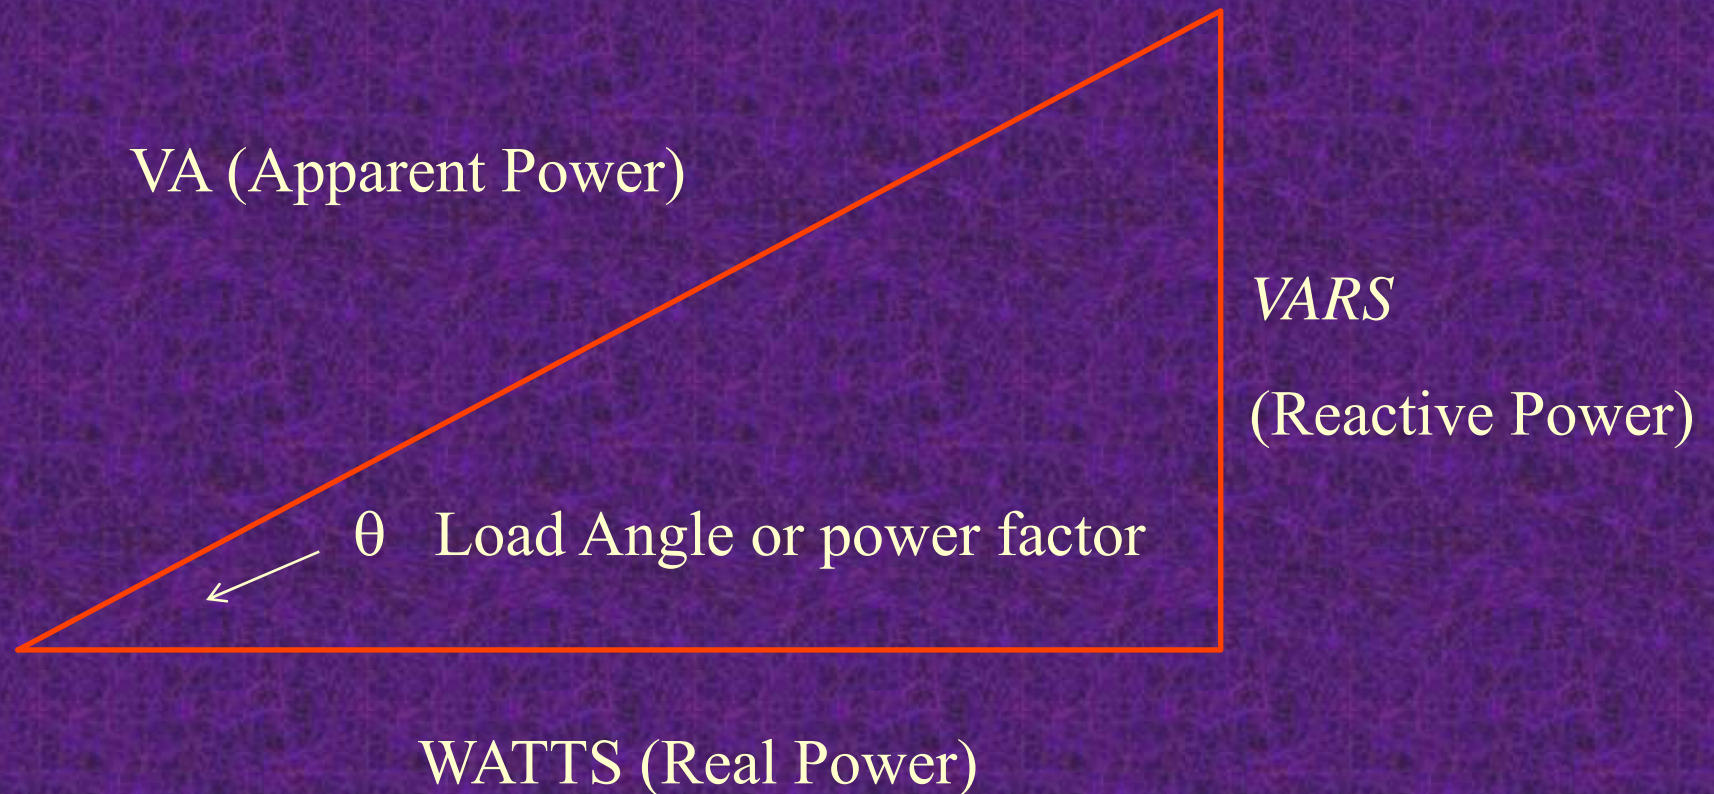 VA (Apparent Power)
VARS
(Reactive Power)
θ Load Angle or power factor
WATTS (Real Power)